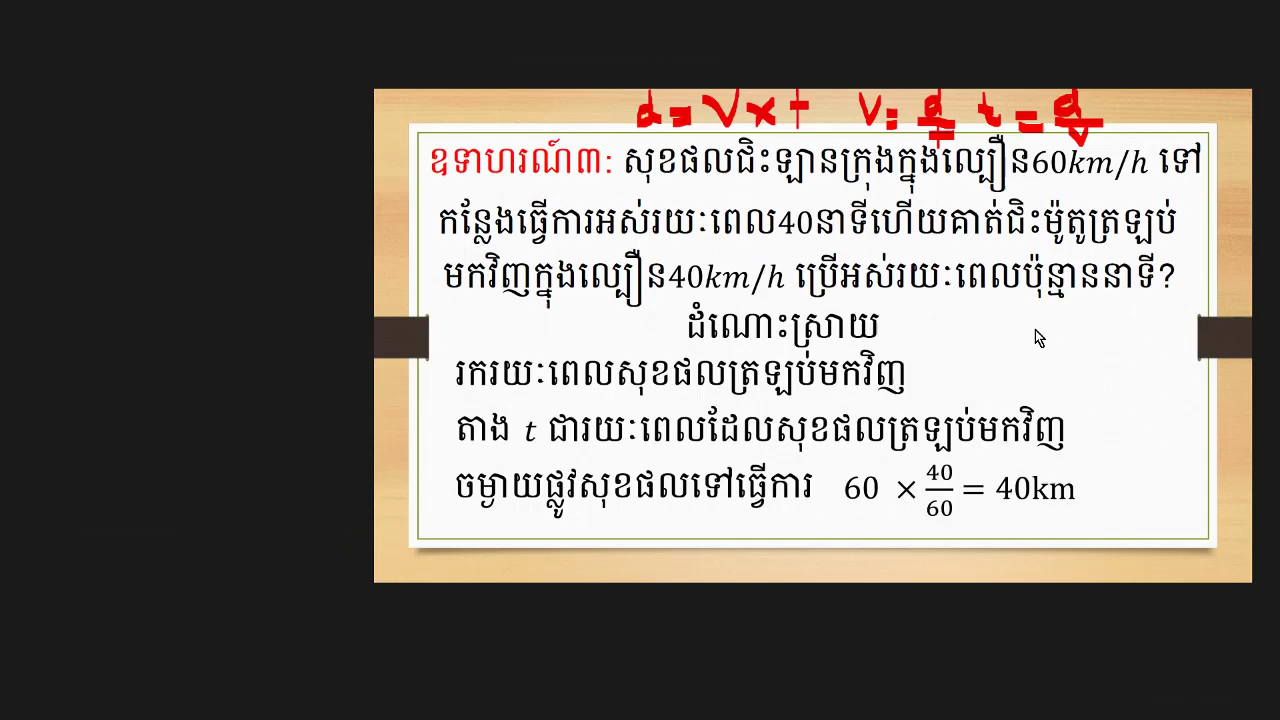 d = V x t V = d/t t = d/V
ឧទាហរណ៍៣: សុខផលជិះឡានក្រុងក្នុងល្បឿន60km/h ទៅ
កន្លែងធ្វើការអស់រយៈពេល40នាទីហើយគាត់ជិះម៉ូតូត្រឡប់
មកវិញក្នុងល្បឿន40km/h ប្រើអស់រយៈពេលប៉ុន្មាននាទី?
ដំណោះស្រាយ
រករយៈពេលសុខផលត្រឡប់មកវិញ
តាង t ជារយៈពេលដែលសុខផលត្រឡប់មកវិញ
ចម្ងាយផ្លូវសុខផលទៅធ្វើការ 60 × 40/60 = 40km